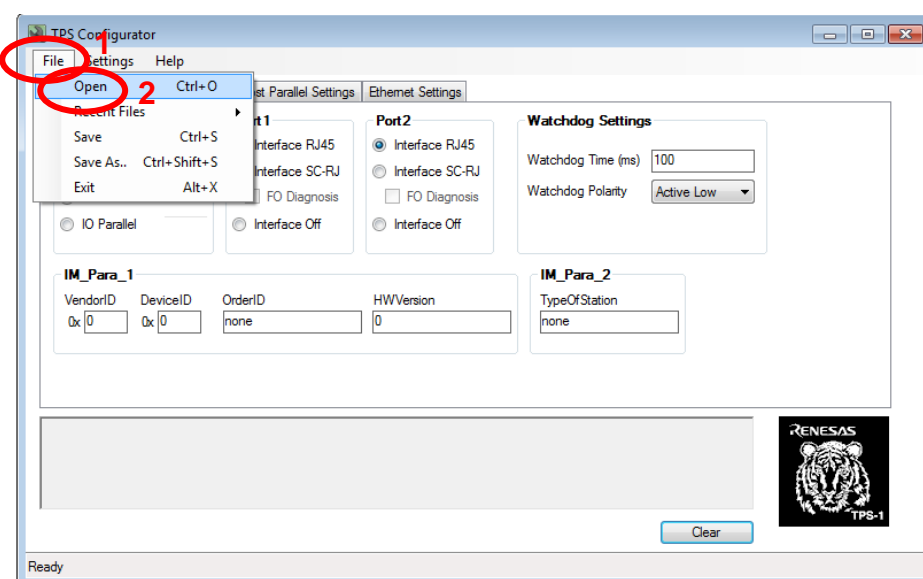 TPS Configurator
1
File Settings Help
Open Ctrl+O
2
Recent Files
Save Ctrl+S
Save As.. Ctrl+Shift+S
Exit Alt+X
st Parallel Settings Ethernet Settings
rt1
Interface RJ45
Interface SC-RJ
FO Diagnosis
Interface Off
IO Parallel
Port2
Interface RJ45
Interface SC-RJ
FO Diagnosis
Interface Off
Watchdog Settings
Watchdog Time (ms) 100
Watchdog Polarity Active Low
IM_Para_1
VendorID DeviceID OrderID HWVersion
0x 0 0x 0 none 0
IM_Para_2
TypeOfStation
none
RENESAS
TPS-1
Clear
Ready